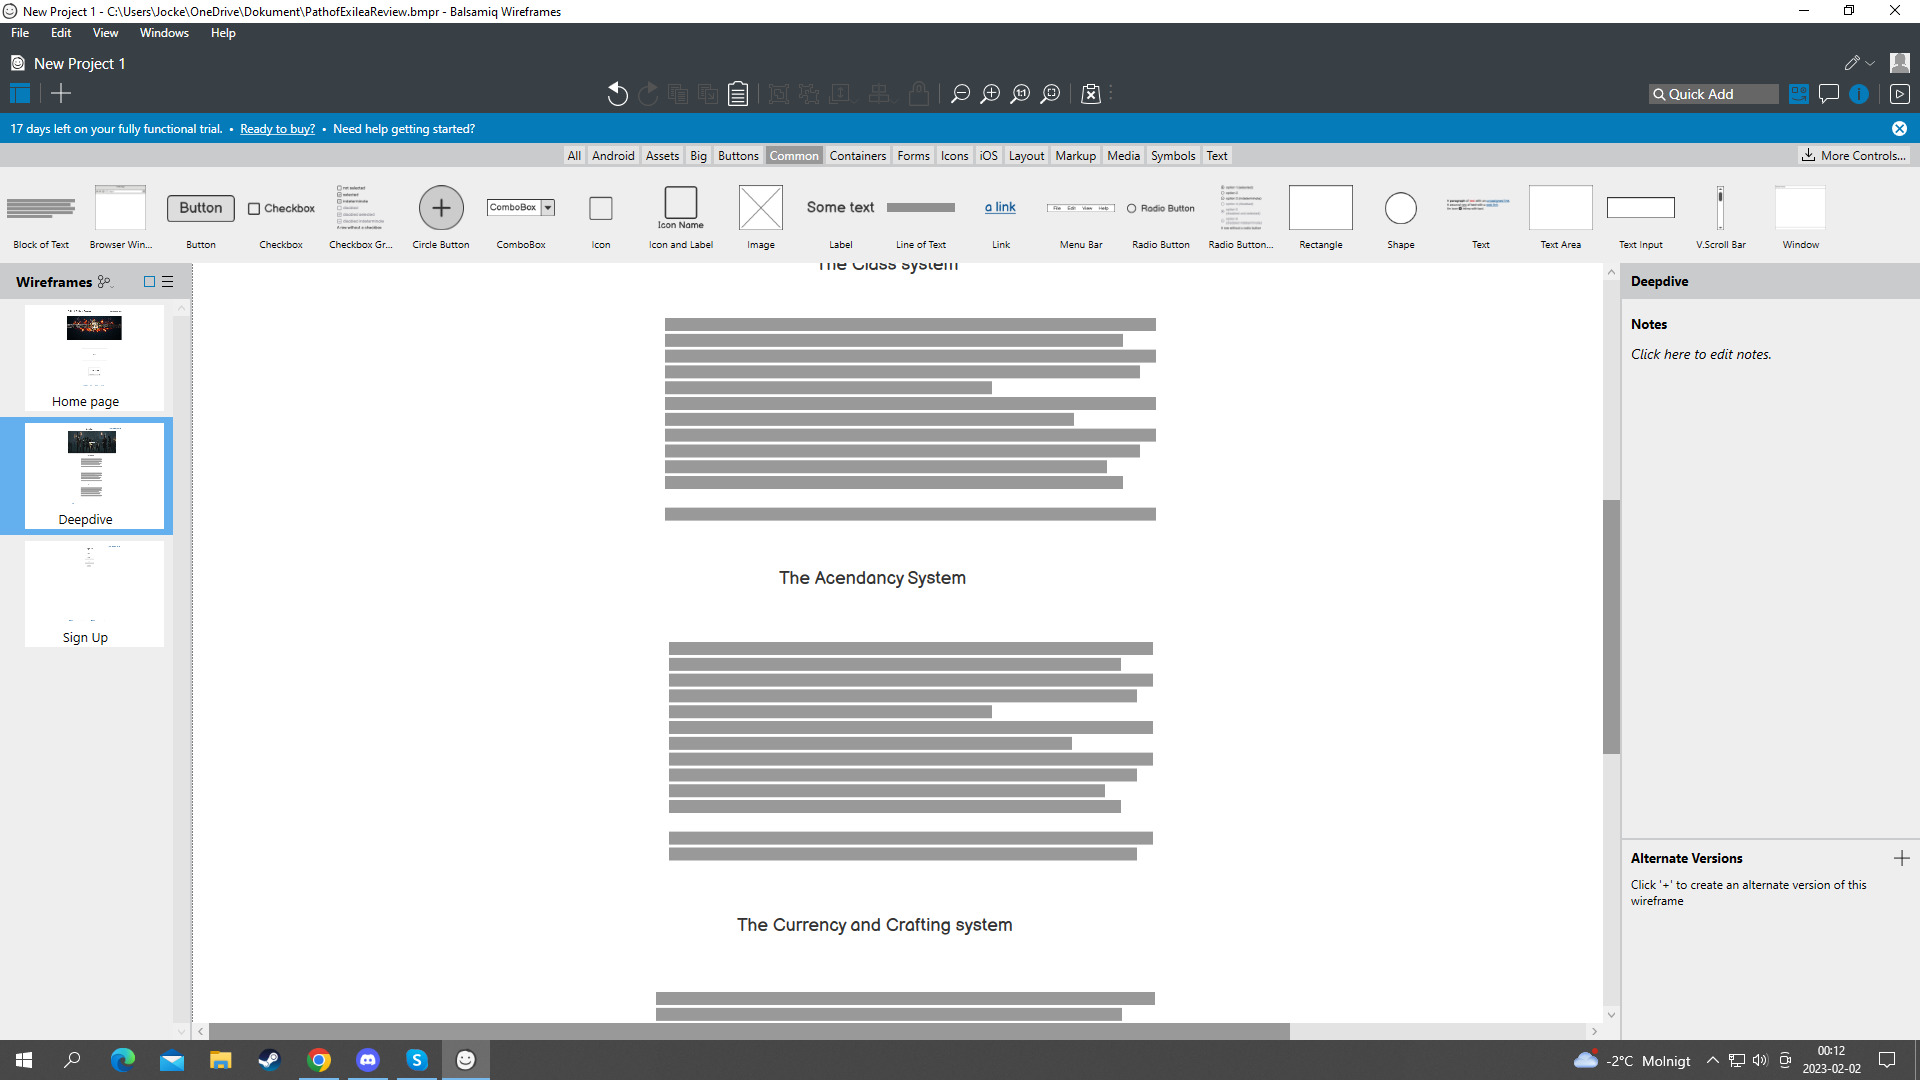 New Project 1 - C:\Users\Jocke\OneDrive\Dokument\PathofExileaReview.bmpr - Balsamiq Wireframes
File Edit View Windows Help
New Project 1
Quick Add
17 days left on your fully functional trial. • Ready to buy? • Need help getting started?
All Android Assets Big Buttons Common Containers Forms Icons iOS Layout Markup Media Symbols Text
More Controls...
Button
Checkbox
ComboBox
Icon Name
Some text
a link
File Edit View Help
Radio Button
Block of Text
Browser Win...
Button
Checkbox
Checkbox Gr...
Circle Button
ComboBox
Icon
Icon and Label
Image
Label
Line of Text
Link
Menu Bar
Radio Button
Radio Button...
Rectangle
Shape
Text
Text Area
Text Input
V.Scroll Bar
Window
Wireframes
Home page
Deepdive
Sign Up
The Class system
The Acendancy System
The Currency and Crafting system
Deepdive
Notes
Click here to edit notes.
Alternate Versions
Click '+' to create an alternate version of this
wireframe
-2°C Molnigt
00:12
2023-02-02